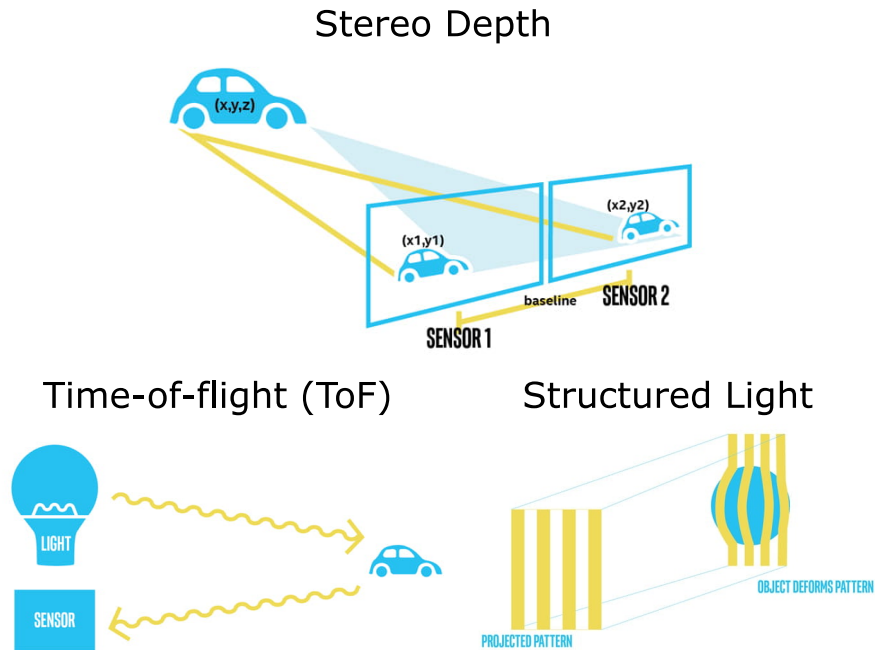 Stereo Depth
(x,y,z)
(x2,y2)
(x1,y1)
baseline
SENSOR 2
SENSOR 1
Time-of-flight (ToF)
Structured Light
LIGHT
SENSOR
OBJECT DEFORMS PATTERN
PROJECTED PATTERN